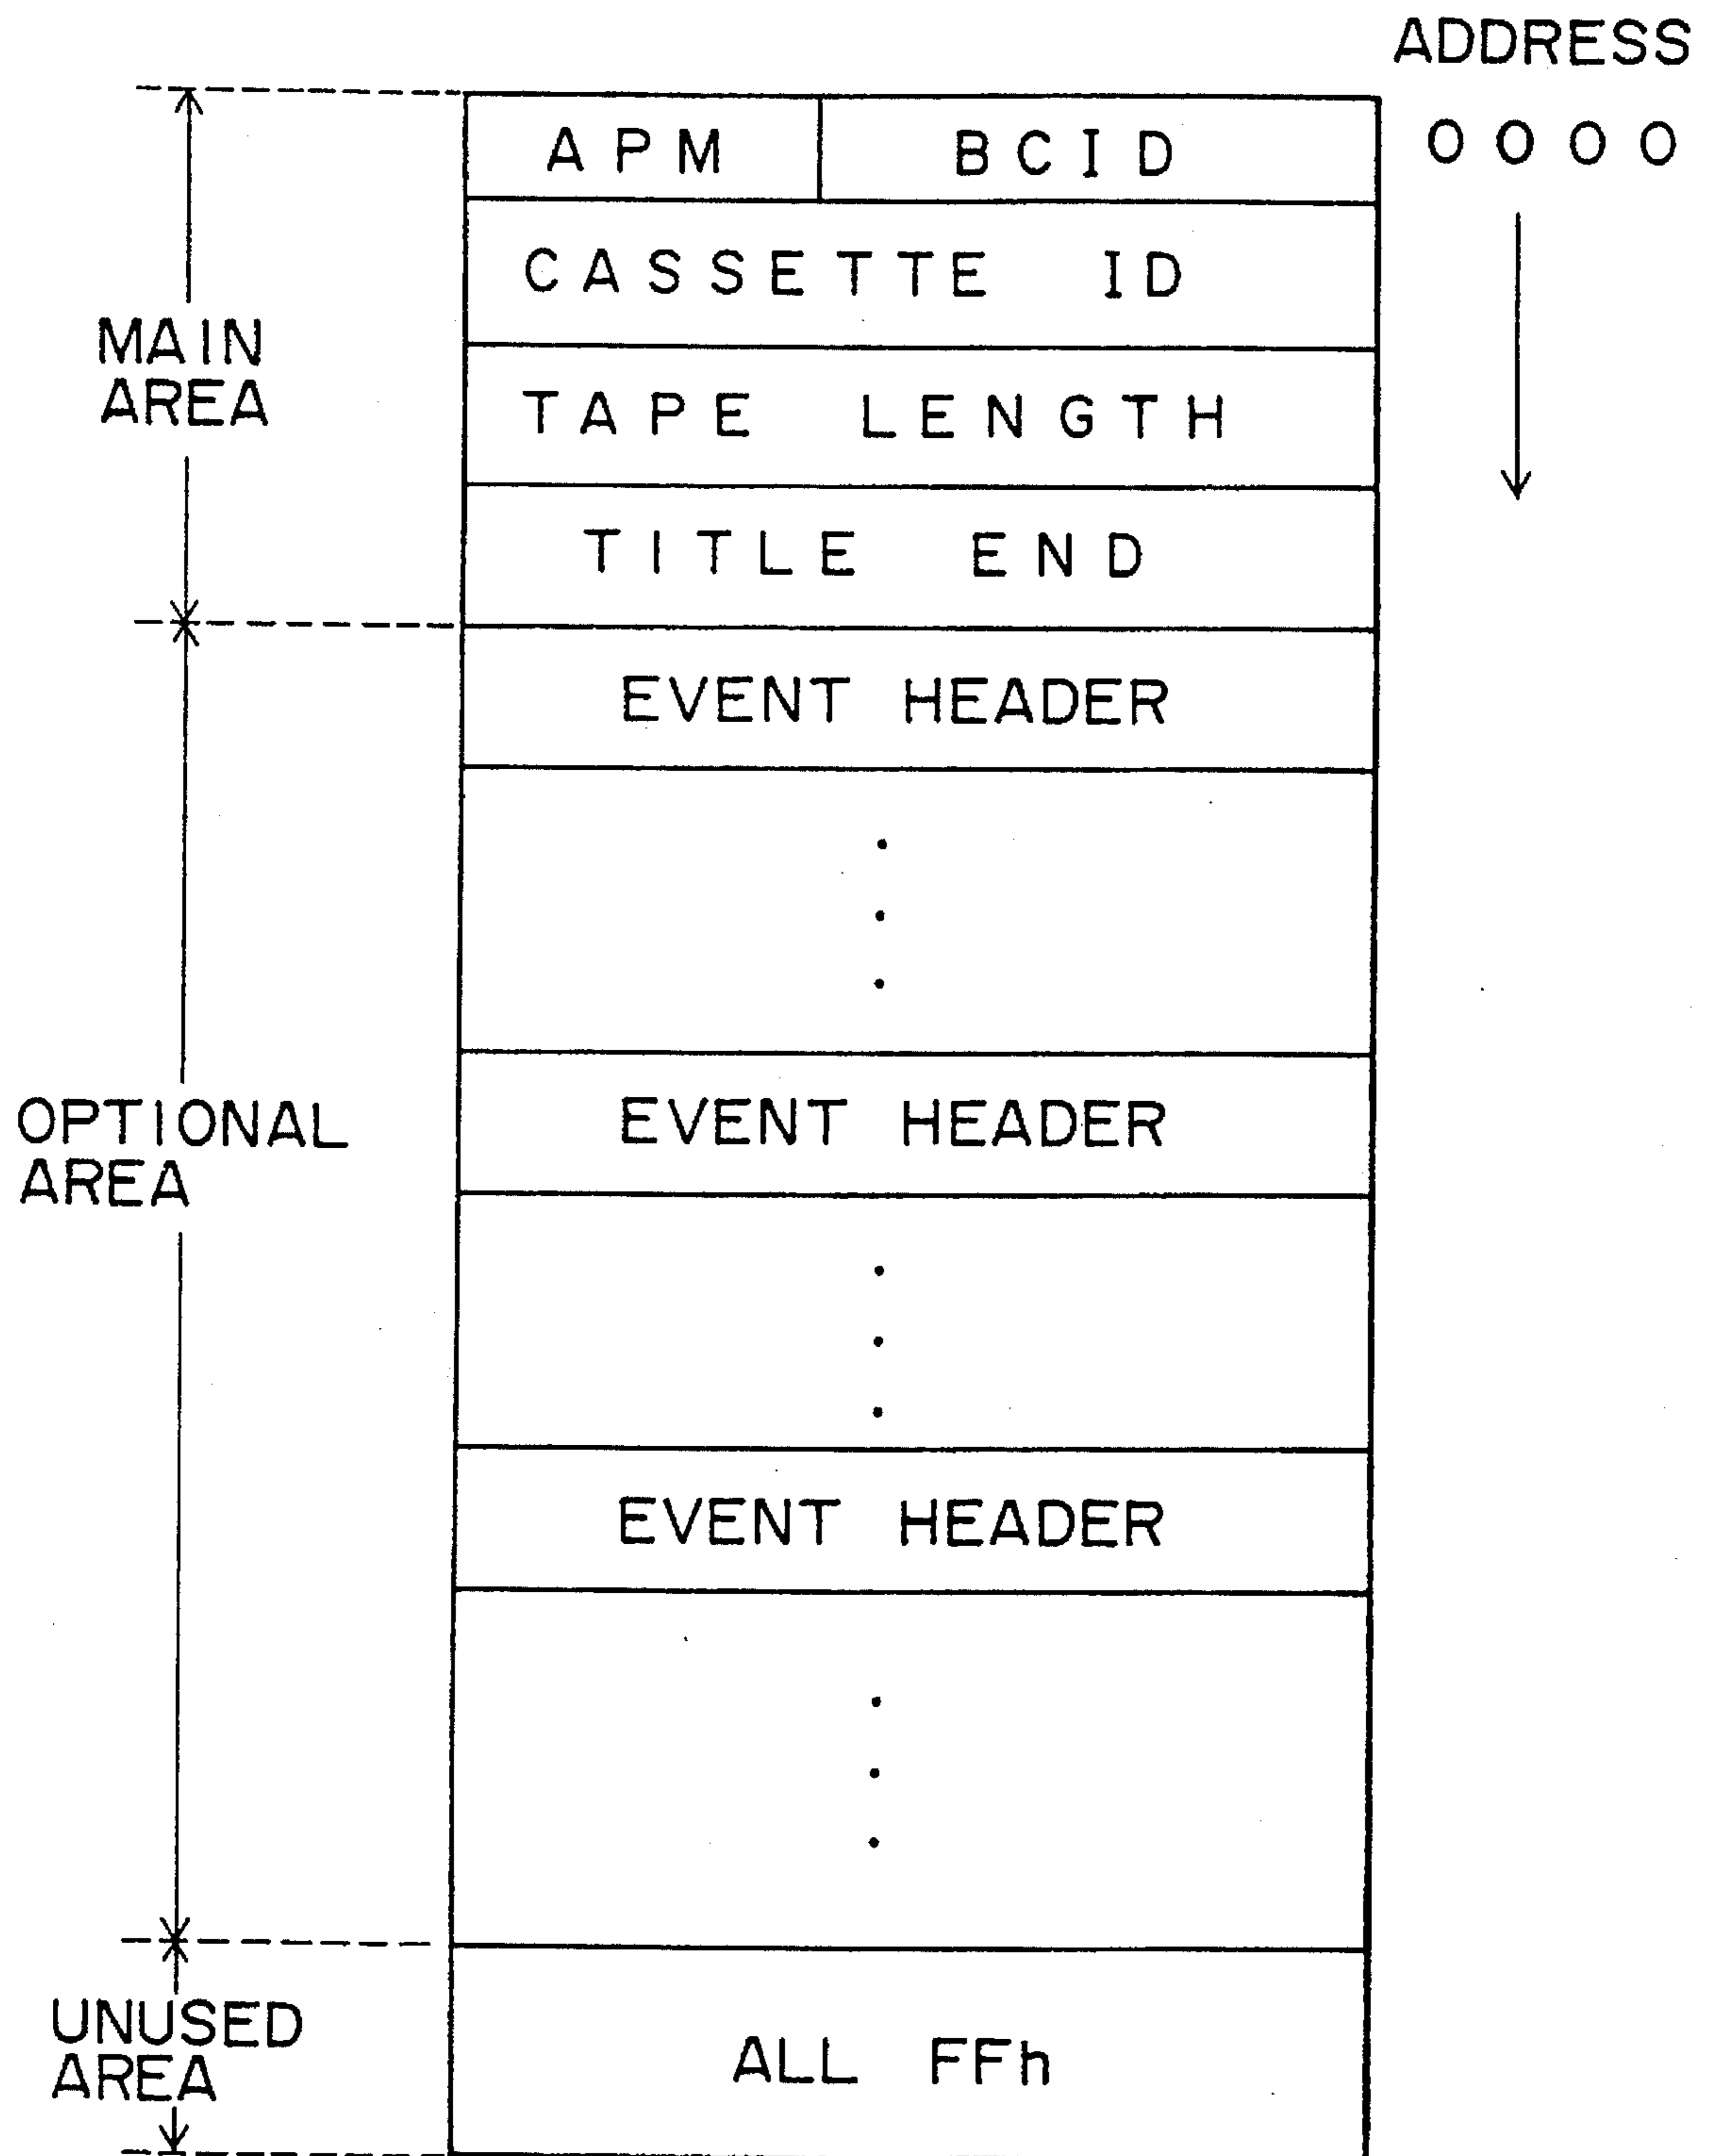 ADDRESS
APM BCID 0000
CASSETTE ID
MAIN
AREA
TAPE LENGTH
TITLE END
EVENT HEADER
EVENT HEADER
OPTIONAL
AREA
EVENT HEADER
UNUSED
AREA
ALL FFh